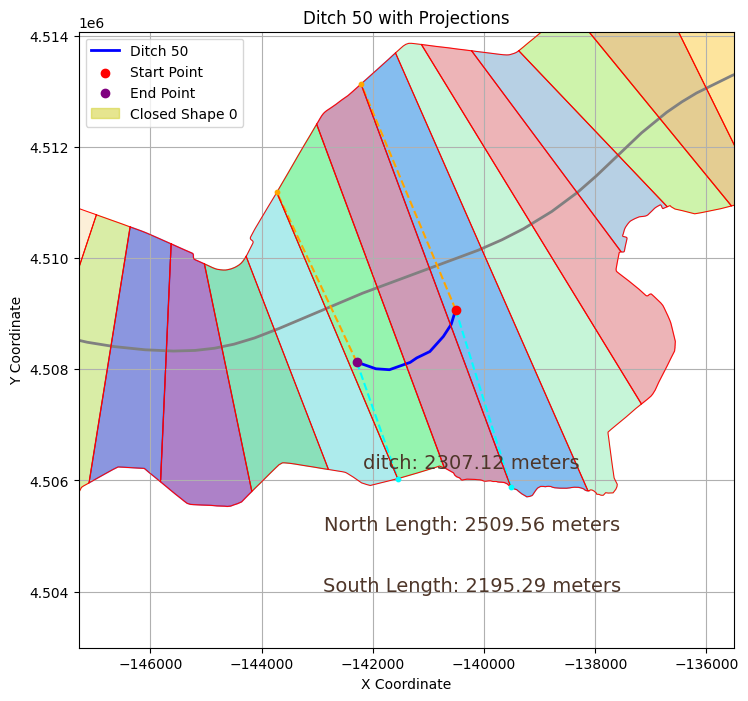 Ditch 50 with Projections
1e6
Ditch 50
Start Point
End Point
Closed Shape 0
4.514
4.512
4.510
4.508
4.506
4.504
Y Coordinate
ditch: 2307.12 meters
North Length: 2509.56 meters
South Length: 2195.29 meters
−146000 −144000 −142000 −140000 −138000 −136000
X Coordinate